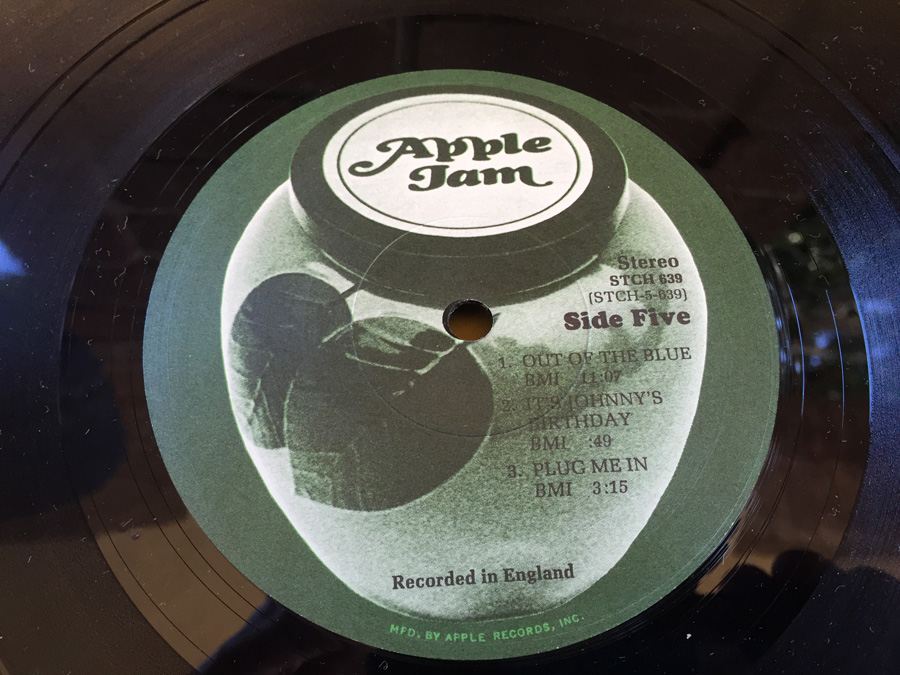 Apple
Jam
Stereo
STCH 639
(STCH-5-639)
Side Five
1. OUT OF THE BLUE
BMI 11:07
2. IT'S JOHNNY'S
BIRTHDAY
BMI :49
3. PLUG ME IN
BMI 3:15
Recorded in England
MFD. BY APPLE RECORDS, INC.